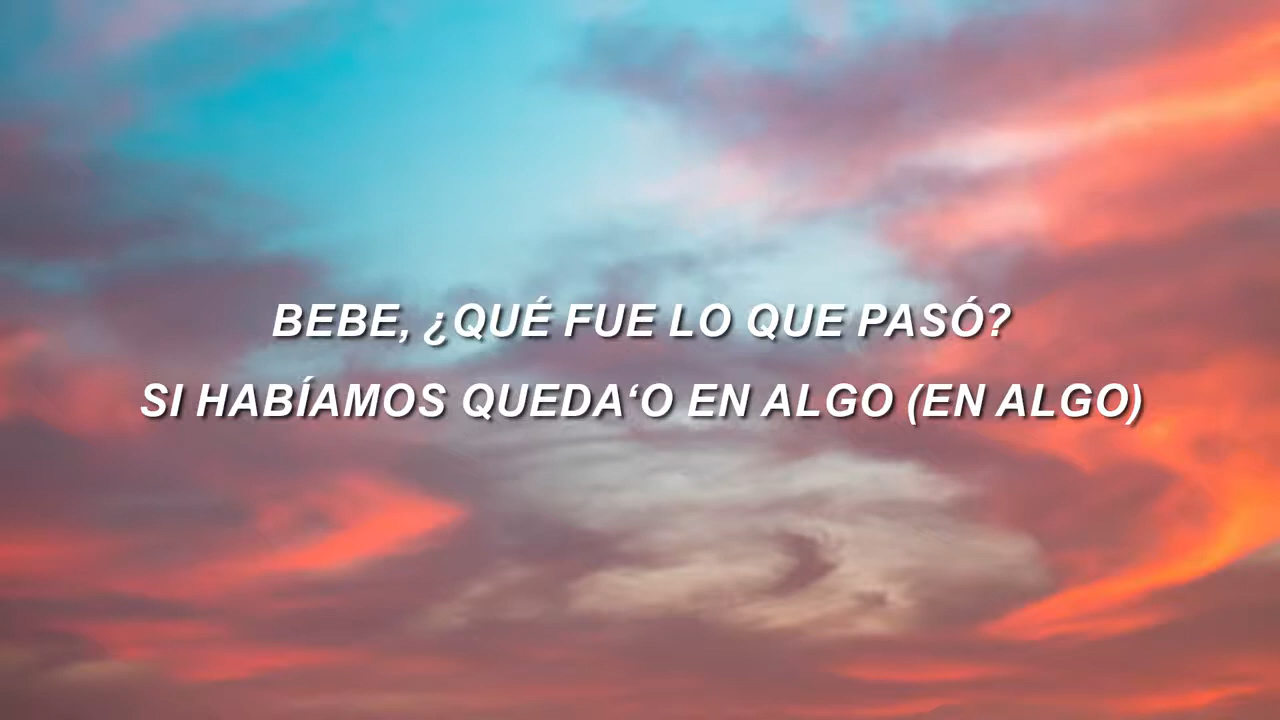 BEBE, ¿QUÉ FUE LO QUE PASÓ?
SI HABÍAMOS QUEDA‘O EN ALGO (EN ALGO)